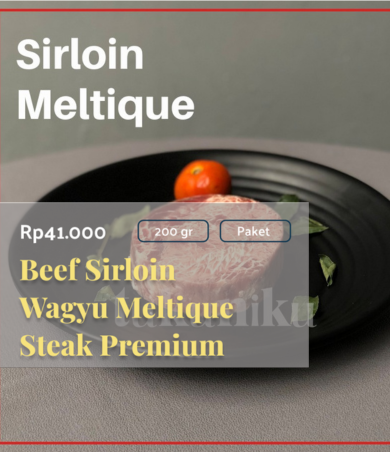 Sirloin
Meltique
Rp41.000
200 gr
Paket
Beef Sirloin
Wagyu Meltique
Steak Premium